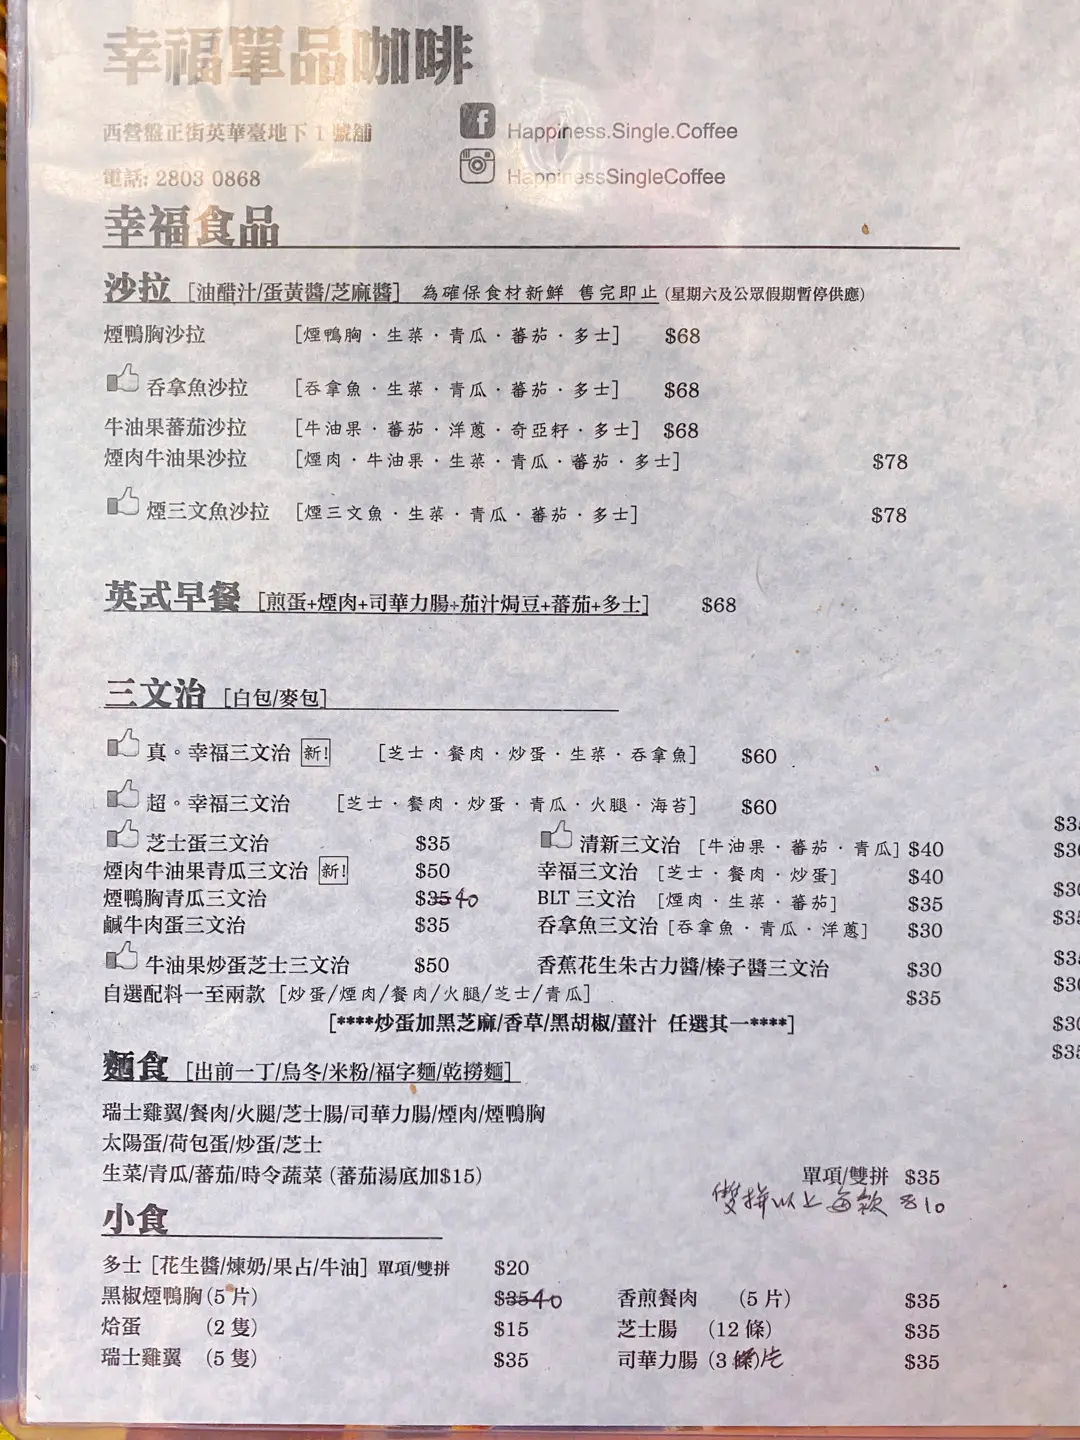 幸福單品咖啡
西營盤正街英華臺地下 1 號舖
Happiness.Single.Coffee
電話: 2803 0868
HappinessSingleCoffee
幸福食品
沙拉 [油醋汁/蛋黃醬/芝麻醬] 為確保食材新鮮 售完即止 (星期六及公眾假期暫停供應)
煙鴨胸沙拉 [煙鴨胸·生菜·青瓜·蕃茄·多士] $68
吞拿魚沙拉 [吞拿魚·生菜·青瓜·蕃茄·多士] $68
牛油果蕃茄沙拉 [牛油果·蕃茄·洋蔥·奇亞籽·多士] $68
煙肉牛油果沙拉 [煙肉·牛油果·生菜·青瓜·蕃茄·多士] $78
煙三文魚沙拉 [煙三文魚·生菜·青瓜·蕃茄·多士] $78
英式早餐 [煎蛋+煙肉+司華力腸+茄汁焗豆+蕃茄+多士] $68
三文治 [白包/麥包]
真。幸福三文治 新! [芝士·餐肉·炒蛋·生菜·吞拿魚] $60
超。幸福三文治 [芝士·餐肉·炒蛋·青瓜·火腿·海苔] $60
芝士蛋三文治 $35 清新三文治 [牛油果·蕃茄·青瓜] $40
煙肉牛油果青瓜三文治 新! $50 幸福三文治 [芝士·餐肉·炒蛋] $40
煙鴨胸青瓜三文治 $35 40 BLT 三文治 [煙肉·生菜·蕃茄] $35
鹹牛肉蛋三文治 $35 吞拿魚三文治 [吞拿魚·青瓜·洋蔥] $30
牛油果炒蛋芝士三文治 $50 香蕉花生朱古力醬/榛子醬三文治 $30
自選配料一至兩款 [炒蛋/煙肉/餐肉/火腿/芝士/青瓜] $35
[****炒蛋加黑芝麻/香草/黑胡椒/薑汁 任選其一****]
麵食 [出前一丁/烏冬/米粉/福字麵/乾撈麵]
瑞士雞翼/餐肉/火腿/芝士腸/司華力腸/煙肉/煙鴨胸
太陽蛋/荷包蛋/炒蛋/芝士
生菜/青瓜/蕃茄/時令蔬菜 (蕃茄湯底加$15) 單項/雙拼 $35
雙拼以上每款 $10
小食
多士 [花生醬/煉奶/果占/牛油] 單項/雙拼 $20
黑椒煙鴨胸 (5 片) $35 40 香煎餐肉 (5 片) $35
烚蛋 (2 隻) $15 芝士腸 (12 條) $35
瑞士雞翼 (5 隻) $35 司華力腸 (3 條)片 $35